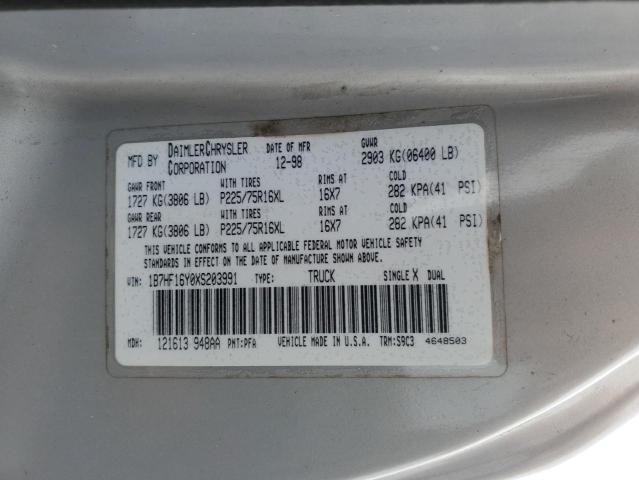 MFD BY DAIMLERCHRYSLER CORPORATION DATE OF MFR 12-98 GVWR 2903 KG(06400 LB)
GAWR FRONT WITH TIRES RIMS AT COLD
1727 KG(3806 LB) P225/75R16XL 16X7 282 KPA(41 PSI)
GAWR REAR WITH TIRES RIMS AT COLD
1727 KG(3806 LB) P225/75R16XL 16X7 282 KPA(41 PSI)
THIS VEHICLE CONFORMS TO ALL APPLICABLE FEDERAL MOTOR VEHICLE SAFETY
STANDARDS IN EFFECT ON THE DATE OF MANUFACTURE SHOWN ABOVE.
VIN: 1B7HF16Y0XS203991 TYPE: TRUCK SINGLE X DUAL
MDH: 121613 948AA PNT:PFA VEHICLE MADE IN U.S.A. TRM:S9C3 4648503